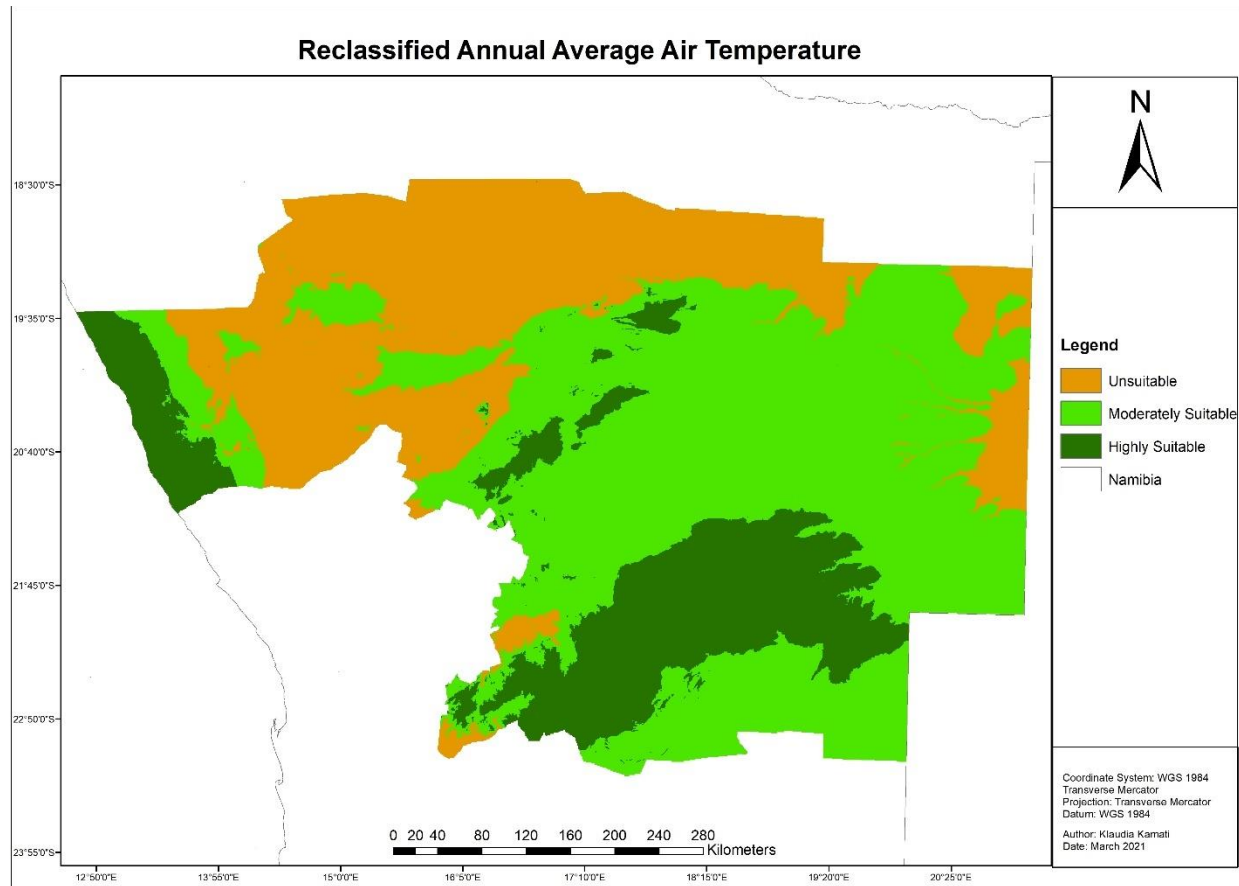 Reclassified Annual Average Air Temperature
N
18°30'0"S
19°35'0"S
20°40'0"S
21°45'0"S
22°50'0"S
23°55'0"S
Legend
Unsuitable
Moderately Suitable
Highly Suitable
Namibia
0 20 40 80 120 160 200 240 280
Kilometers
12°50'0"E 13°55'0"E 15°0'0"E 16°5'0"E 17°10'0"E 18°15'0"E 19°20'0"E 20°25'0"E
Coordinate System: WGS 1984
Transverse Mercator
Projection: Transverse Mercator
Datum: WGS 1984
Author: Klaudia Kamati
Date: March 2021